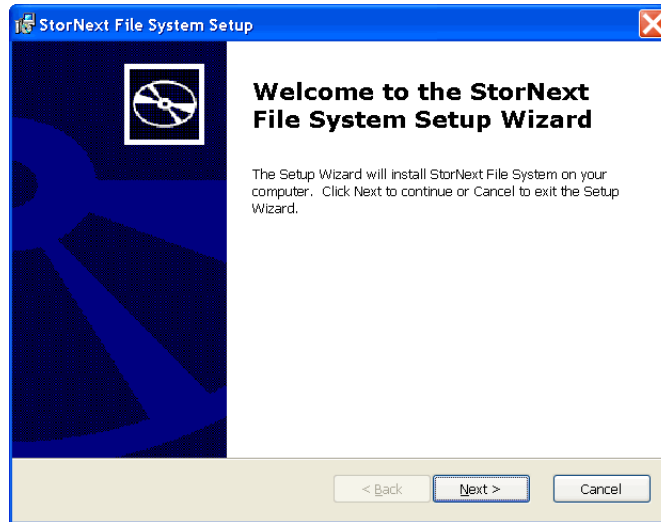 StorNext File System Setup
Welcome to the StorNext
File System Setup Wizard
The Setup Wizard will install StorNext File System on your
computer. Click Next to continue or Cancel to exit the Setup
Wizard.
< Back Next > Cancel